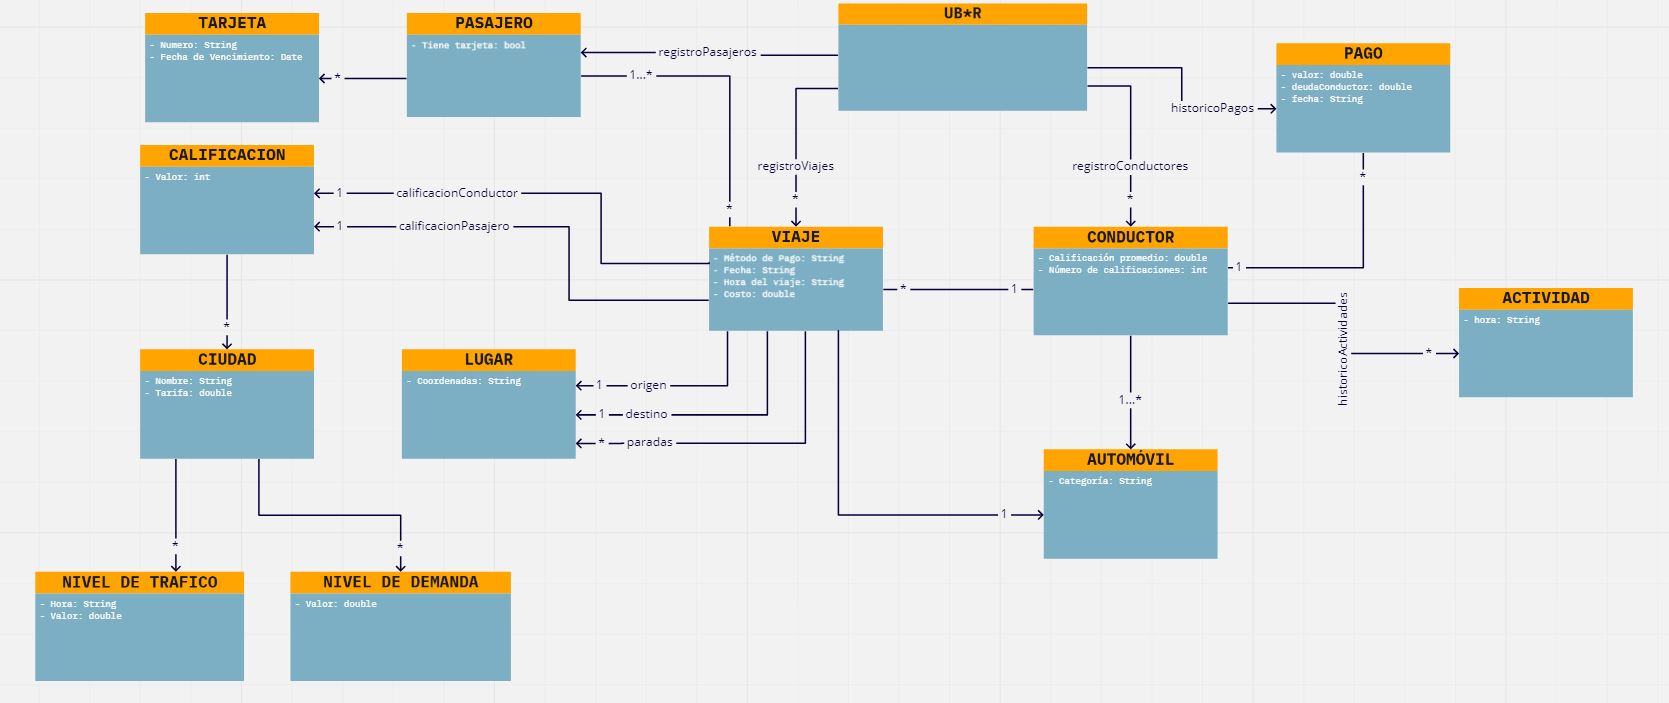 UB*R
TARJETA
- Numero: String
- Fecha de Vencimiento: Date
*
PASAJERO
- Tiene tarjeta: bool
registroPasajeros
1...*
*
PAGO
- valor: double
- deudaConductor: double
- fecha: String
historicoPagos
*
1
CALIFICACION
- Valor: int
1
calificacionConductor
1
calificacionPasajero
*
registroViajes
*
registroConductores
*
VIAJE
- Método de Pago: String
- Fecha: String
- Hora del viaje: String
- Costo: double
*
1
CONDUCTOR
- Calificación promedio: double
- Número de calificaciones: int
historicoActividades
*
ACTIVIDAD
- hora: String
CIUDAD
- Nombre: String
- Tarifa: double
LUGAR
- Coordenadas: String
1
origen
1
destino
*
paradas
1...*
AUTOMÓVIL
- Categoría: String
1
*
*
NIVEL DE TRAFICO
- Hora: String
- Valor: double
NIVEL DE DEMANDA
- Valor: double